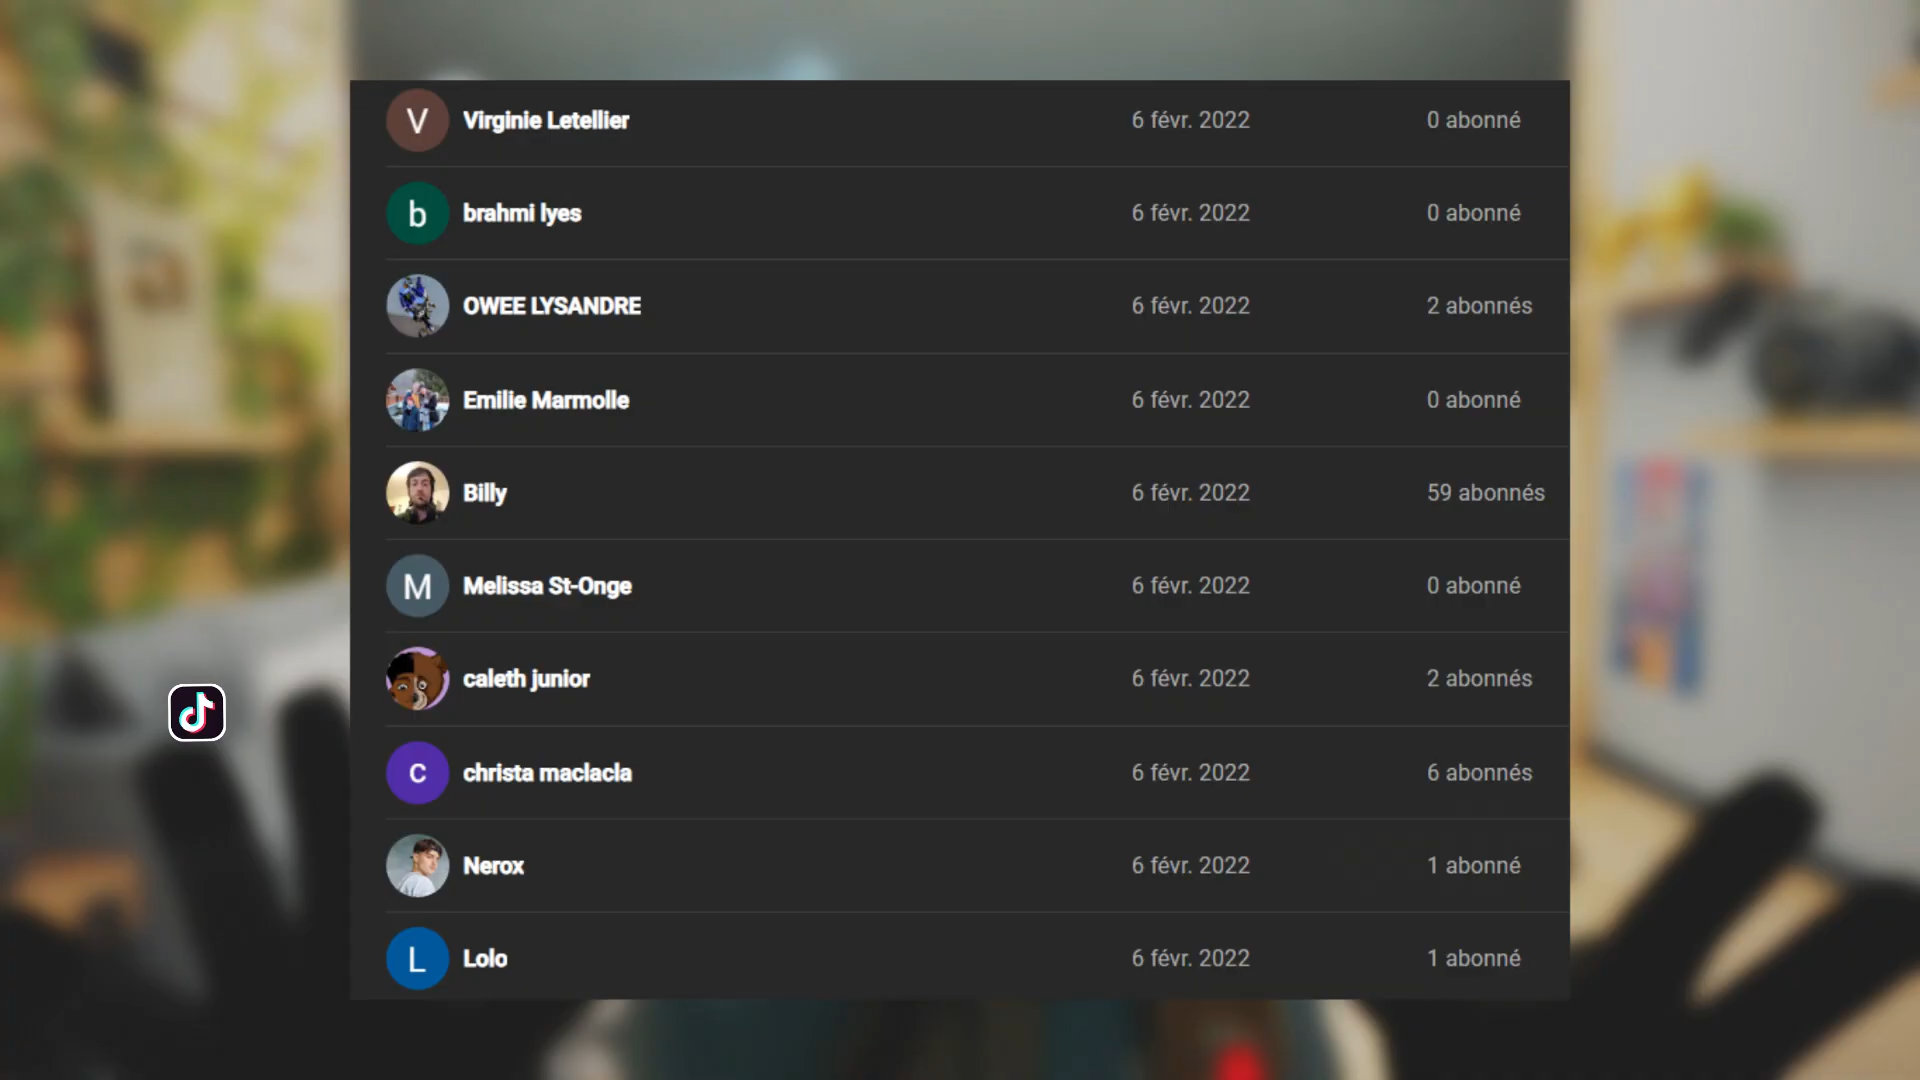 V Virginie Letellier 6 févr. 2022 0 abonné
b brahmi lyes 6 févr. 2022 0 abonné
OWEE LYSANDRE 6 févr. 2022 2 abonnés
Emilie Marmolle 6 févr. 2022 0 abonné
Billy 6 févr. 2022 59 abonnés
M Melissa St-Onge 6 févr. 2022 0 abonné
caleth junior 6 févr. 2022 2 abonnés
c christa maclacla 6 févr. 2022 6 abonnés
Nerox 6 févr. 2022 1 abonné
L Lolo 6 févr. 2022 1 abonné